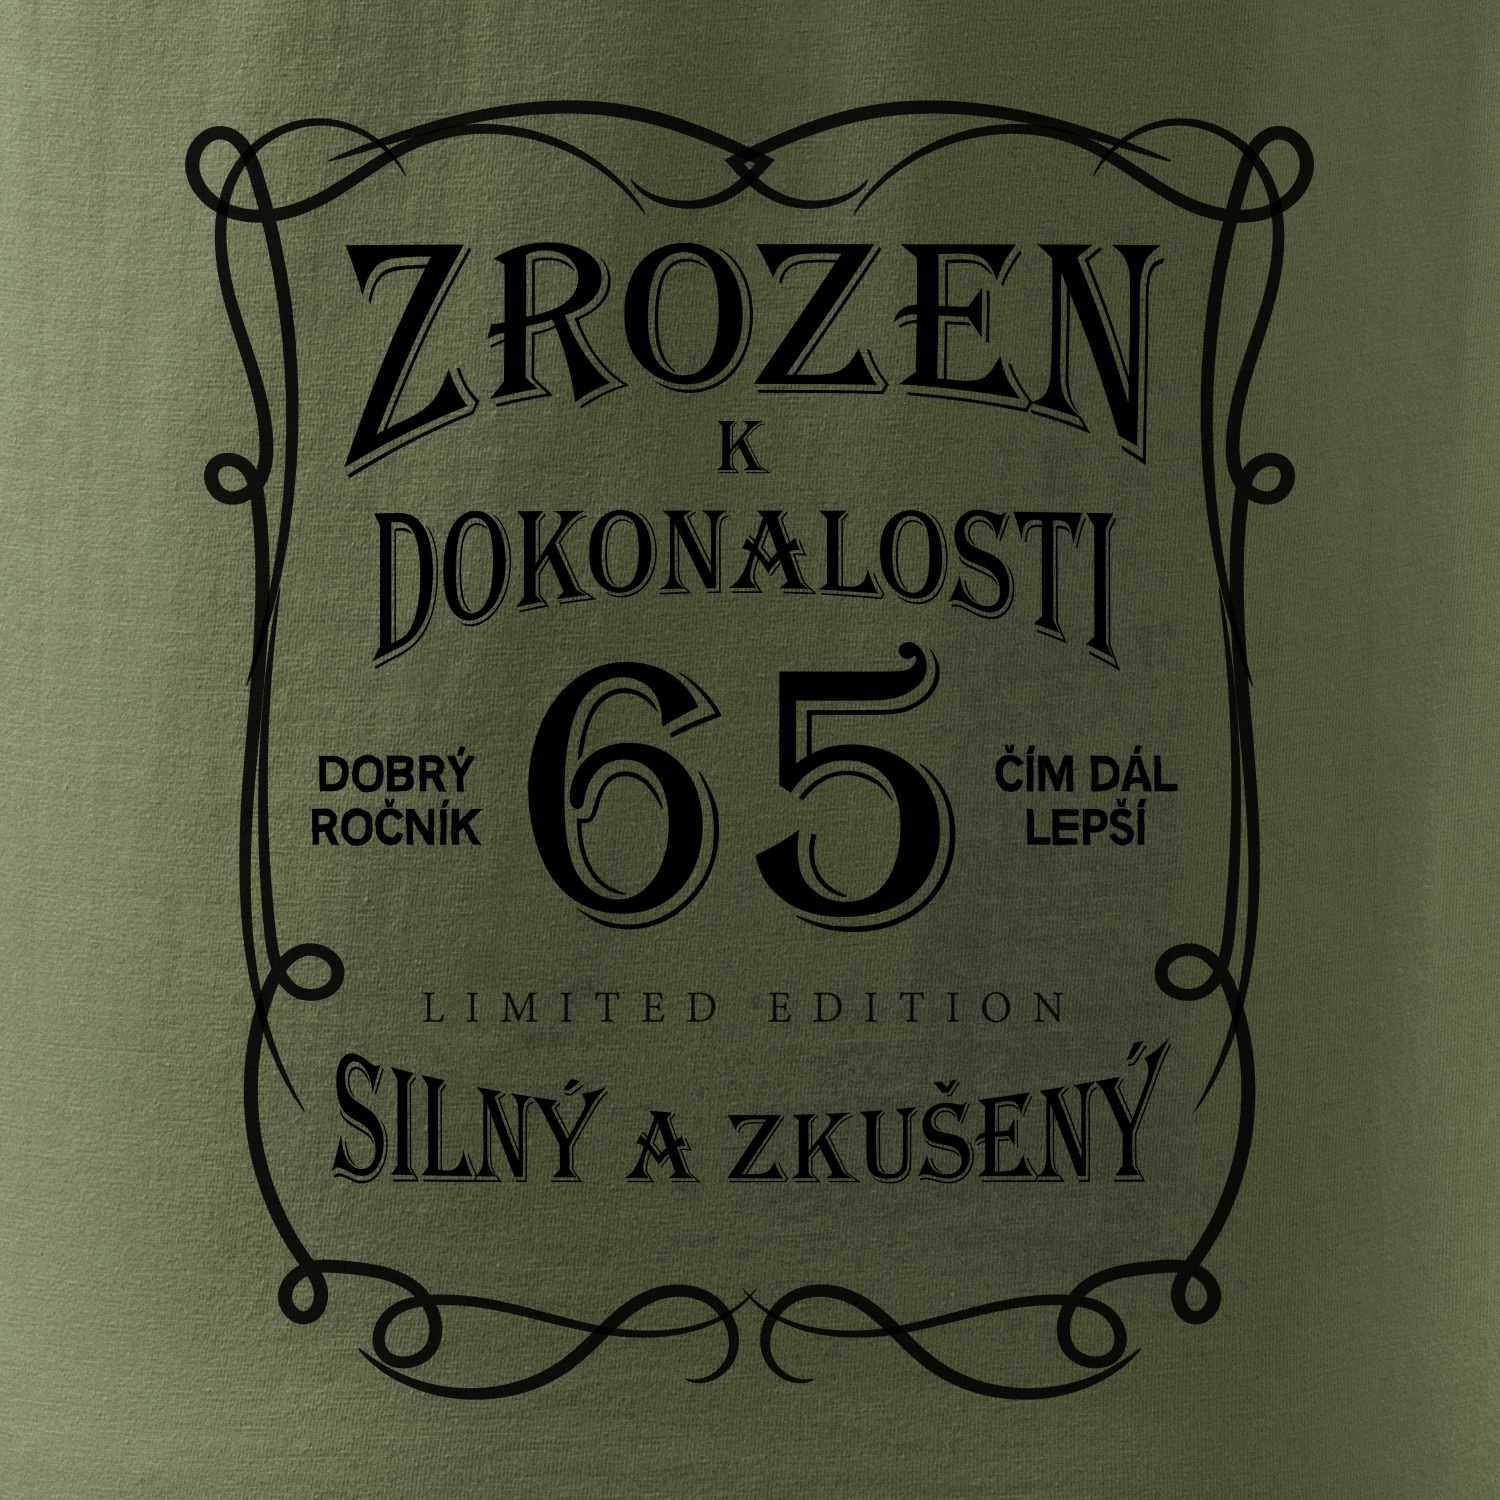 ZROZEN
K
DOKONALOSTI
DOBRÝ
ROČNÍK
65
ČÍM DÁL
LEPŠÍ
LIMITED EDITION
SILNÝ A ZKUŠENÝ